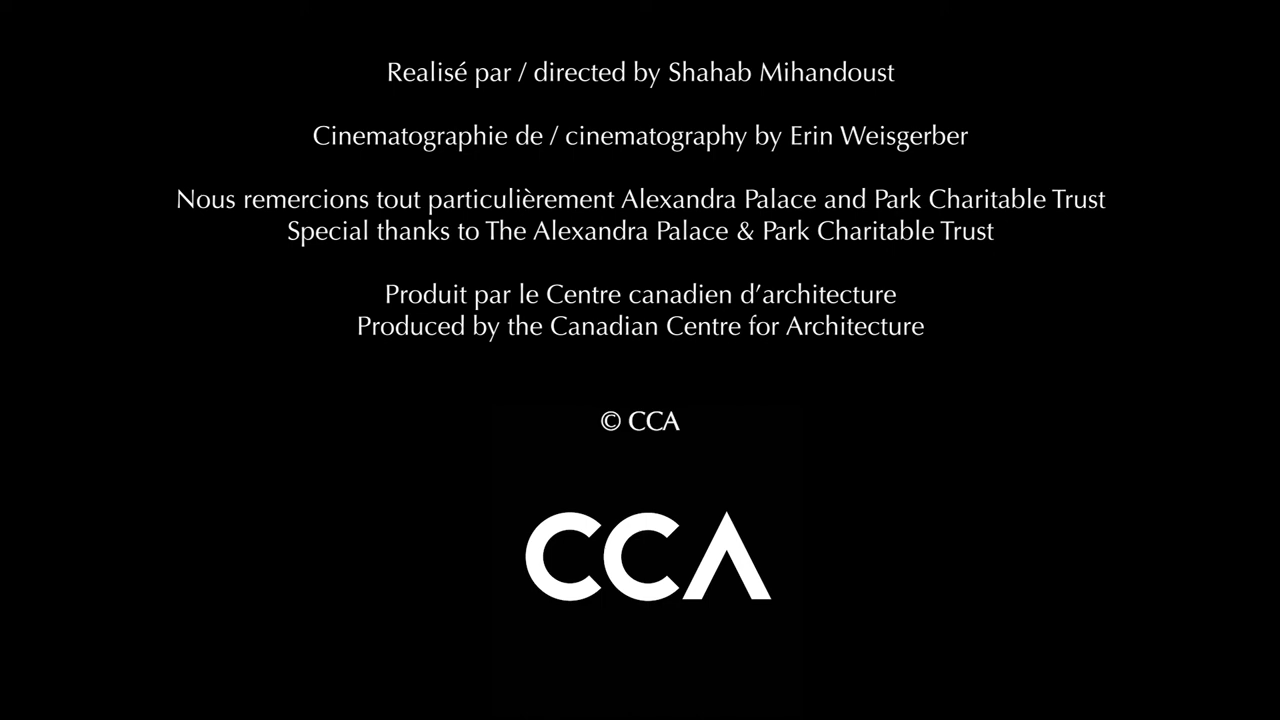 Realisé par / directed by Shahab Mihandoust
Cinematographie de / cinematography by Erin Weisgerber
Nous remercions tout particulièrement Alexandra Palace and Park Charitable Trust
Special thanks to The Alexandra Palace & Park Charitable Trust
Produit par le Centre canadien d’architecture
Produced by the Canadian Centre for Architecture
© CCA
CCA